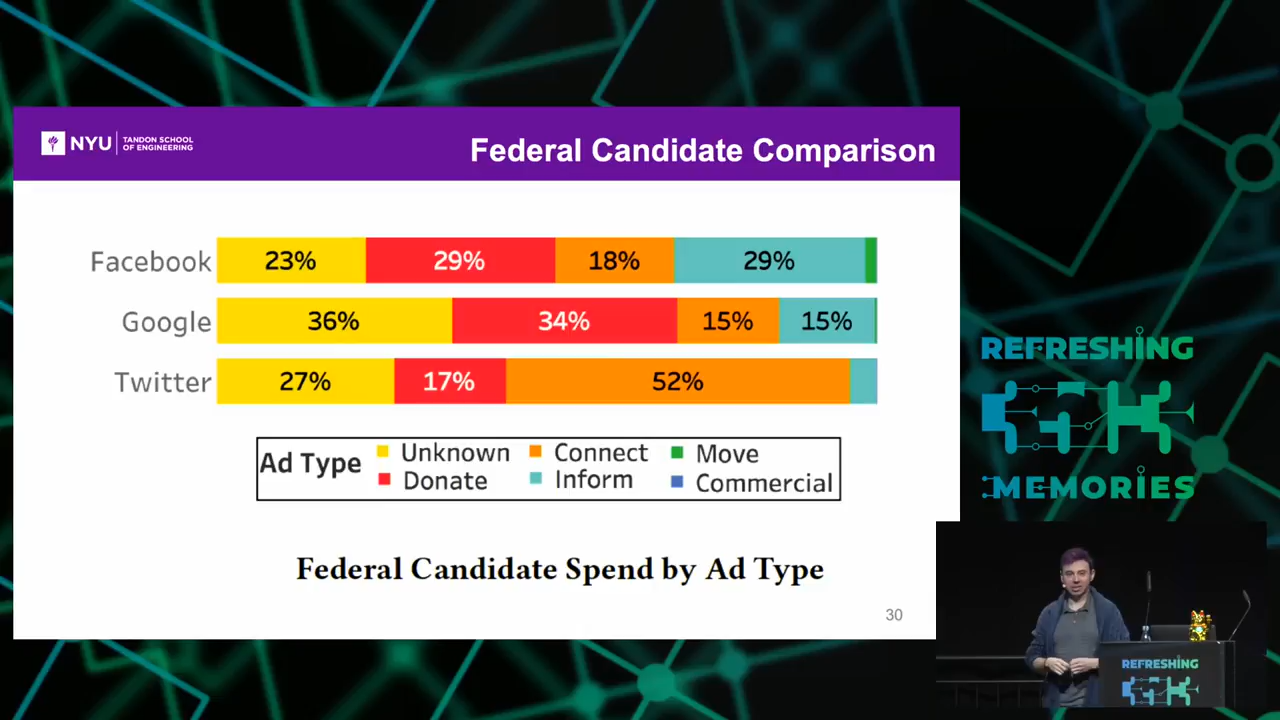 NYU
TANDON SCHOOL
OF ENGINEERING
Federal Candidate Comparison
Facebook 23% 29% 18% 29%
Google 36% 34% 15% 15%
Twitter 27% 17% 52%
Ad Type
Unknown Connect Move
Donate Inform Commercial
Federal Candidate Spend by Ad Type
30
REFRESHING
MEMORIES
REFRESHING